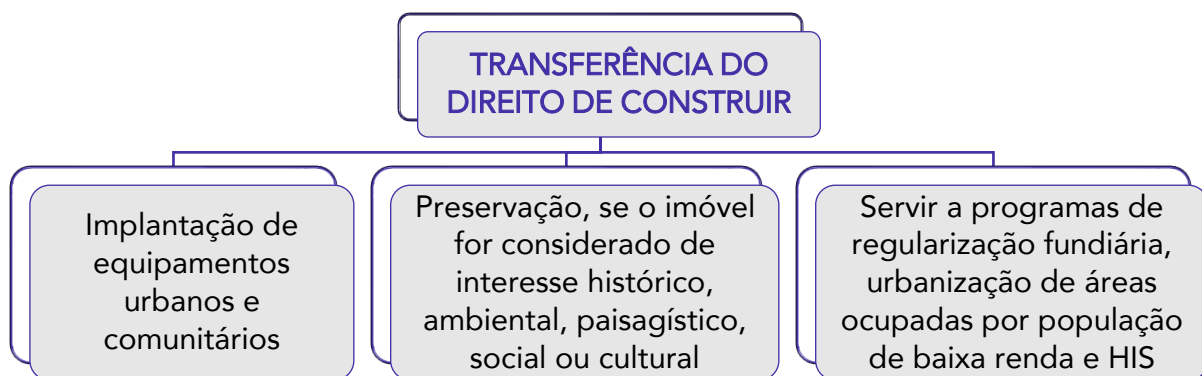 TRANSFERÊNCIA DO
DIREITO DE CONSTRUIR
Implantação de
equipamentos
urbanos e
comunitários
Preservação, se o imóvel
for considerado de
interesse histórico,
ambiental, paisagístico,
social ou cultural
Servir a programas de
regularização fundiária,
urbanização de áreas
ocupadas por população
de baixa renda e HIS